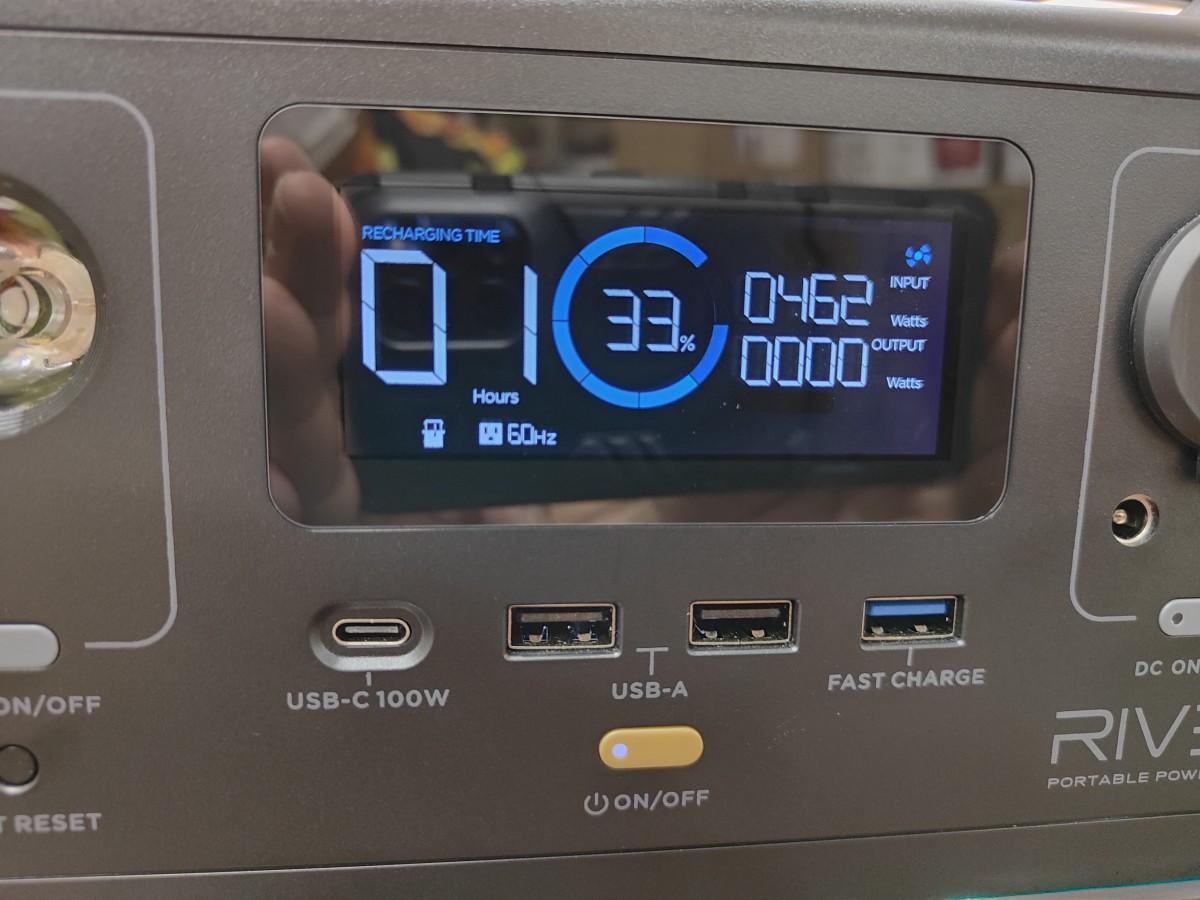 RECHARGING TIME
01
Hours
33%
0462
INPUT
Watts
0000
OUTPUT
Watts
60Hz
USB-C 100W
USB-A
FAST CHARGE
ON/OFF
ON/OFF
RESET
DC ON
RIV
PORTABLE